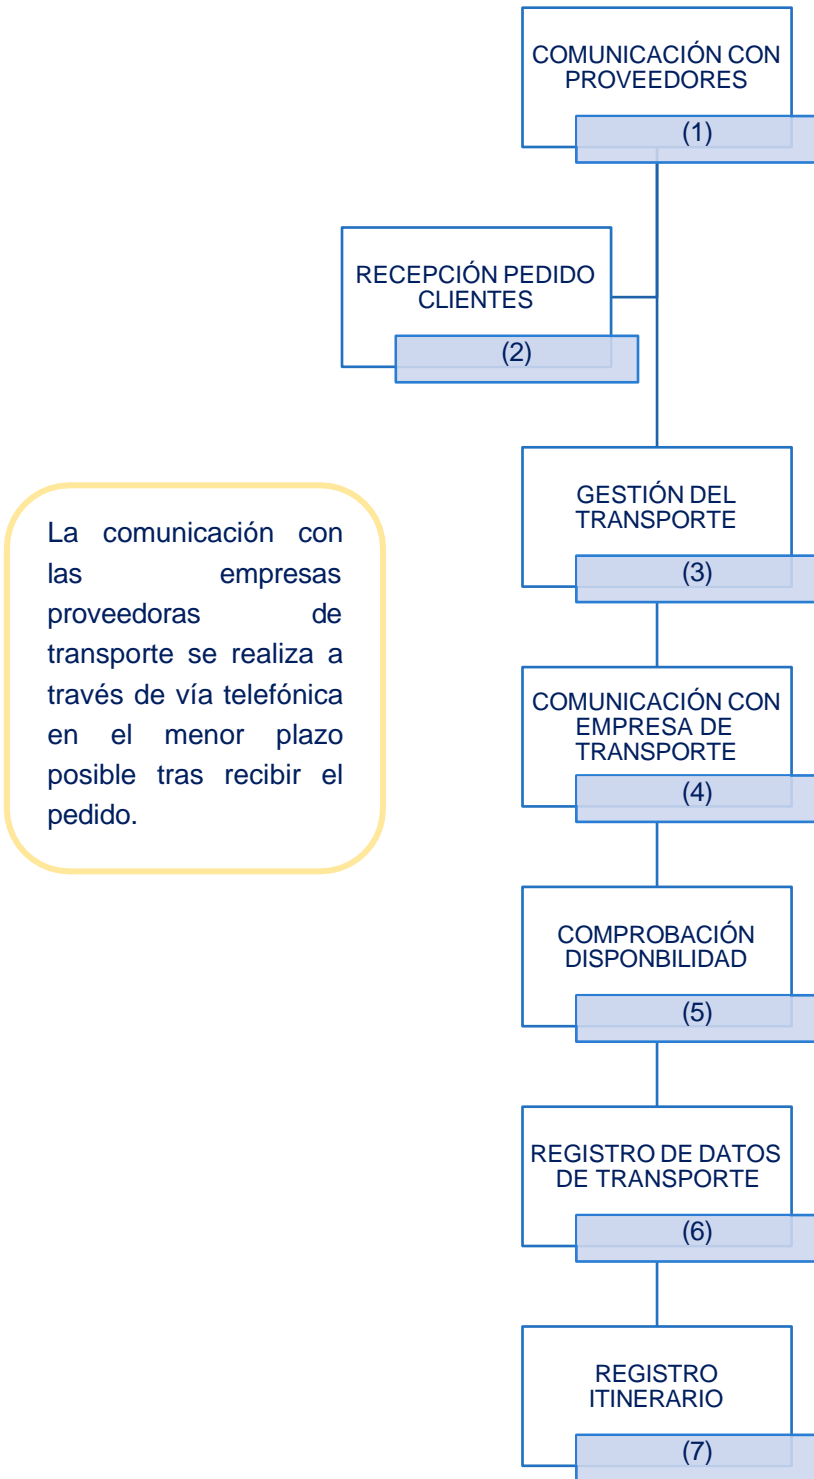 COMUNICACIÓN CON
PROVEEDORES
(1)
RECEPCIÓN PEDIDO
CLIENTES
(2)
GESTIÓN DEL
TRANSPORTE
(3)
La comunicación con
las empresas
proveedoras de
transporte se realiza a
través de vía telefónica
en el menor plazo
posible tras recibir el
pedido.
COMUNICACIÓN CON
EMPRESA DE
TRANSPORTE
(4)
COMPROBACIÓN
DISPONBILIDAD
(5)
REGISTRO DE DATOS
DE TRANSPORTE
(6)
REGISTRO
ITINERARIO
(7)